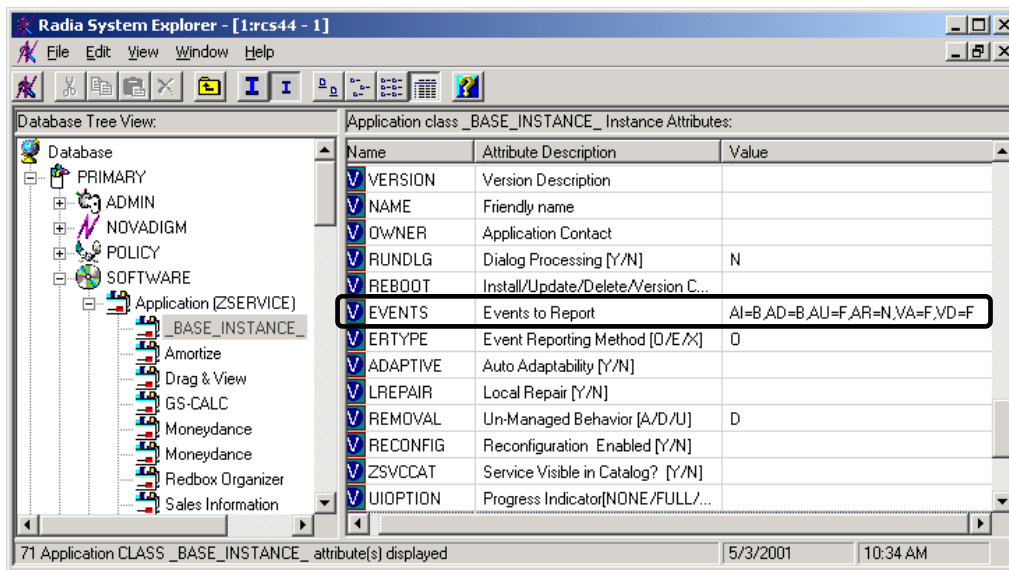 Radia System Explorer - [1:rcs44 - 1]
File Edit View Window Help
Database Tree View:
Application class _BASE_INSTANCE_ Instance Attributes:
Database
PRIMARY
ADMIN
NOVADIGM
POLICY
SOFTWARE
Application (ZSERVICE)
_BASE_INSTANCE_
Amortize
Drag & View
GS-CALC
Moneydance
Moneydance
Redbox Organizer
Sales Information
Name Attribute Description Value
V VERSION Version Description
V NAME Friendly name
V OWNER Application Contact
V RUNDLG Dialog Processing [Y/N] N
V REBOOT Install/Update/Delete/Version C...
V EVENTS Events to Report AI=B,AD=B,AU=F,AR=N,VA=F,VD=F
V ERTYPE Event Reporting Method [O/E/X] O
V ADAPTIVE Auto Adaptability [Y/N]
V LREPAIR Local Repair [Y/N]
V REMOVAL Un-Managed Behavior [A/D/U] D
V RECONFIG Reconfiguration Enabled [Y/N]
V ZSVCCAT Service Visible in Catalog? [Y/N]
V UIOPTION Progress Indicator[NONE/FULL/...
71 Application CLASS _BASE_INSTANCE_ attribute(s) displayed 5/3/2001 10:34 AM